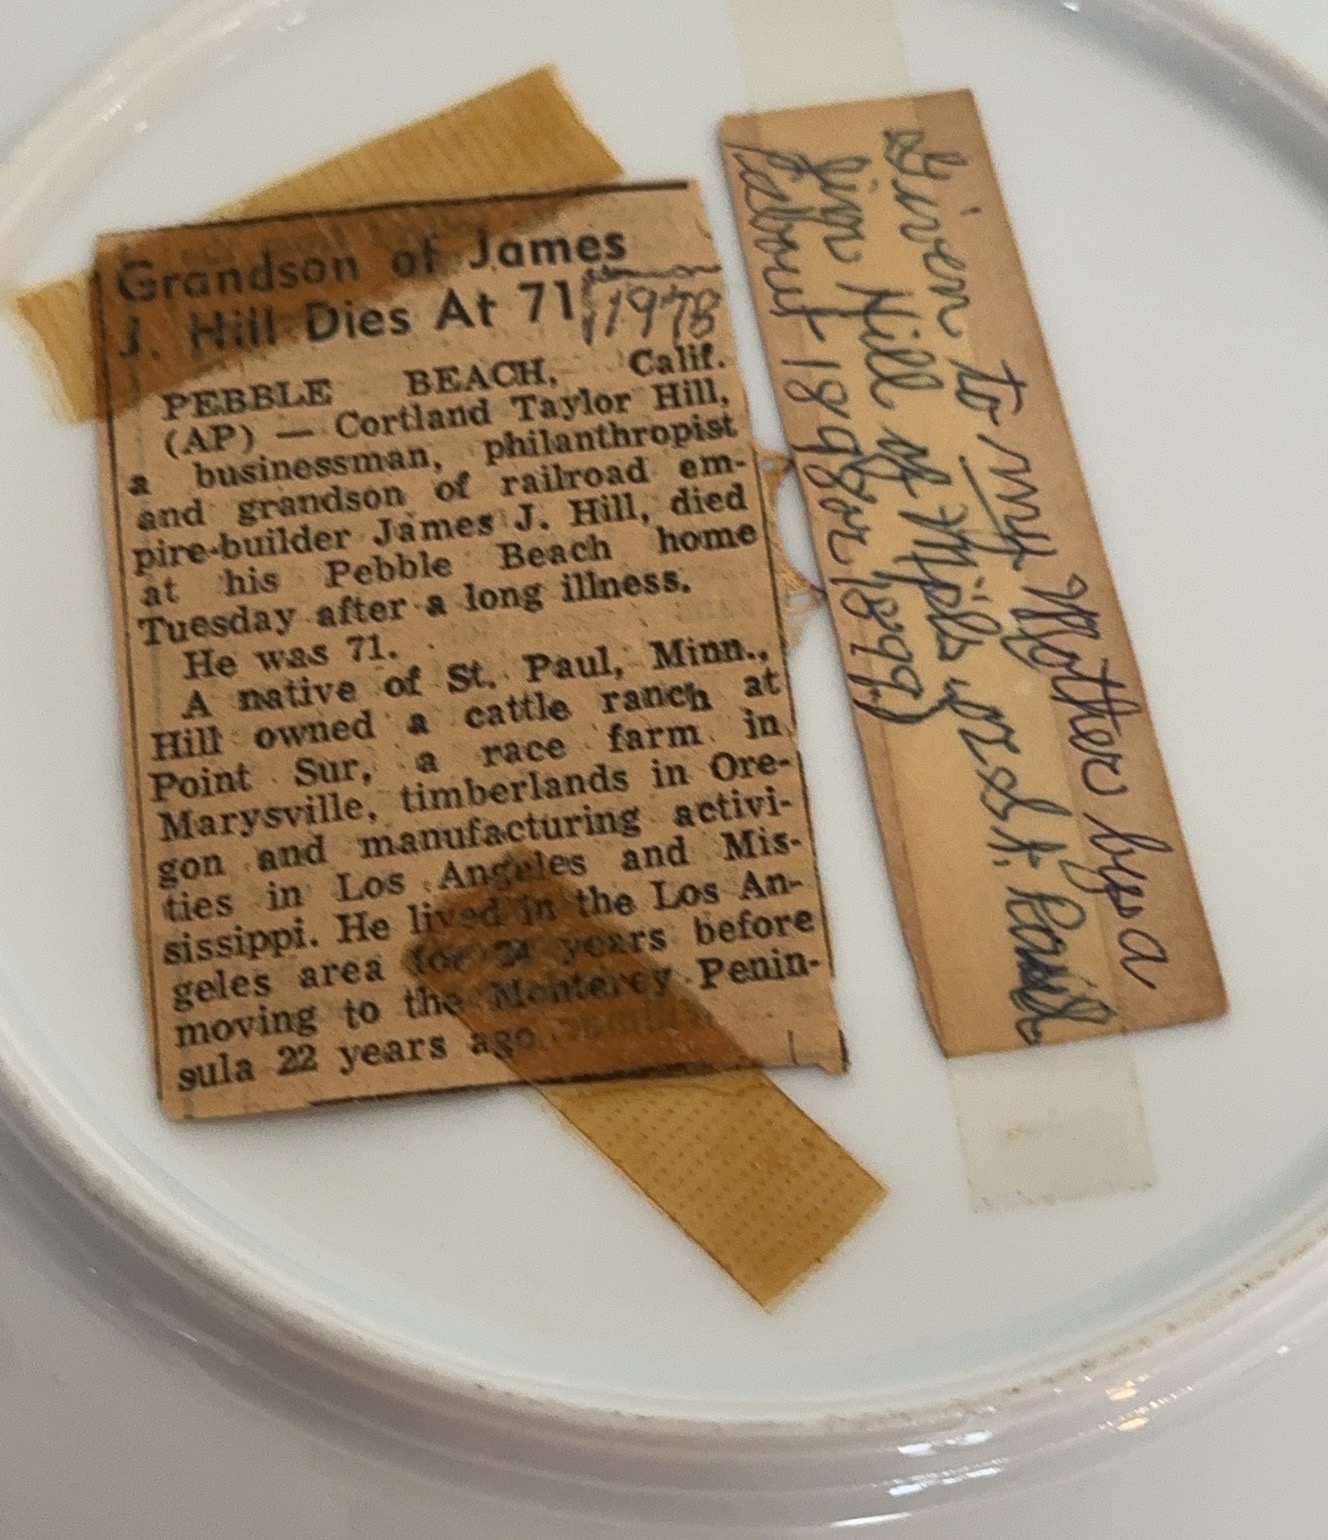 Grandson of James
J. Hill Dies At 71
1978
PEBBLE BEACH, Calif.
(AP) — Cortland Taylor Hill,
a businessman, philanthropist
and grandson of railroad em-
pire-builder James J. Hill, died
at his Pebble Beach home
Tuesday after a long illness.
He was 71.
A native of St. Paul, Minn.,
Hill owned a cattle ranch at
Point Sur, a race farm in
Marysville, timberlands in Ore-
gon and manufacturing activi-
ties in Los Angeles and Mis-
sissippi. He lived in the Los An-
geles area for 34 years before
moving to the Monterey Penin-
sula 22 years ago.
Given to my Mother by a
Jim Hill of Mpls or St. Paul
(about 1898 or 1899)